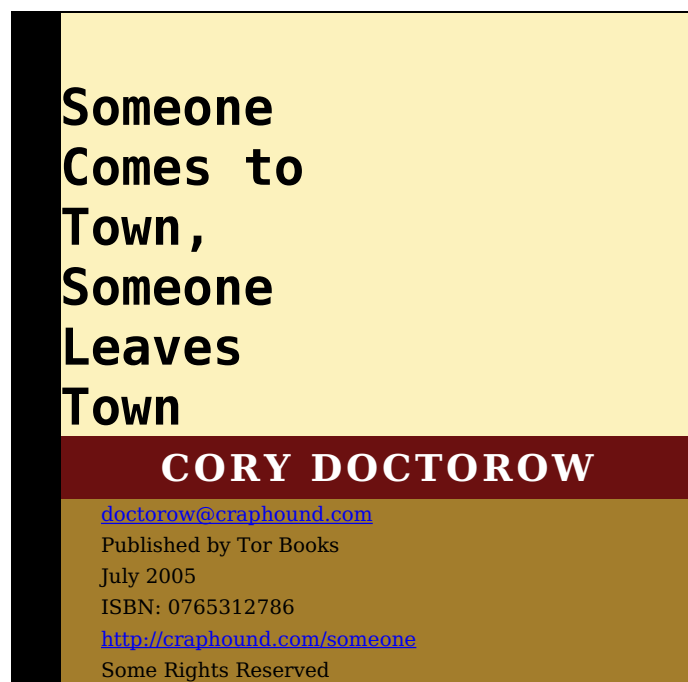 Someone
Comes to
Town,
Someone
Leaves
Town
CORY DOCTOROW
doctorow@craphound.com
Published by Tor Books
July 2005
ISBN: 0765312786
http://craphound.com/someone
Some Rights Reserved